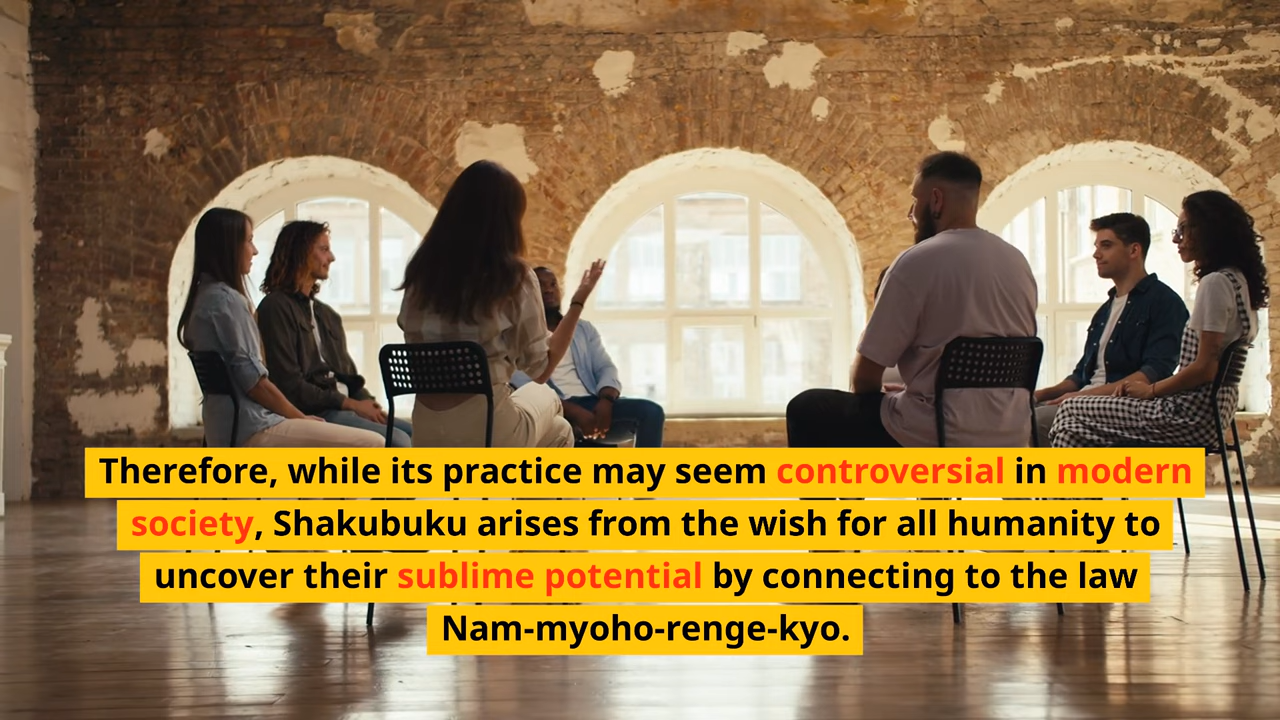 Therefore, while its practice may seem controversial in modern
society, Shakubuku arises from the wish for all humanity to
uncover their sublime potential by connecting to the law
Nam-myoho-renge-kyo.